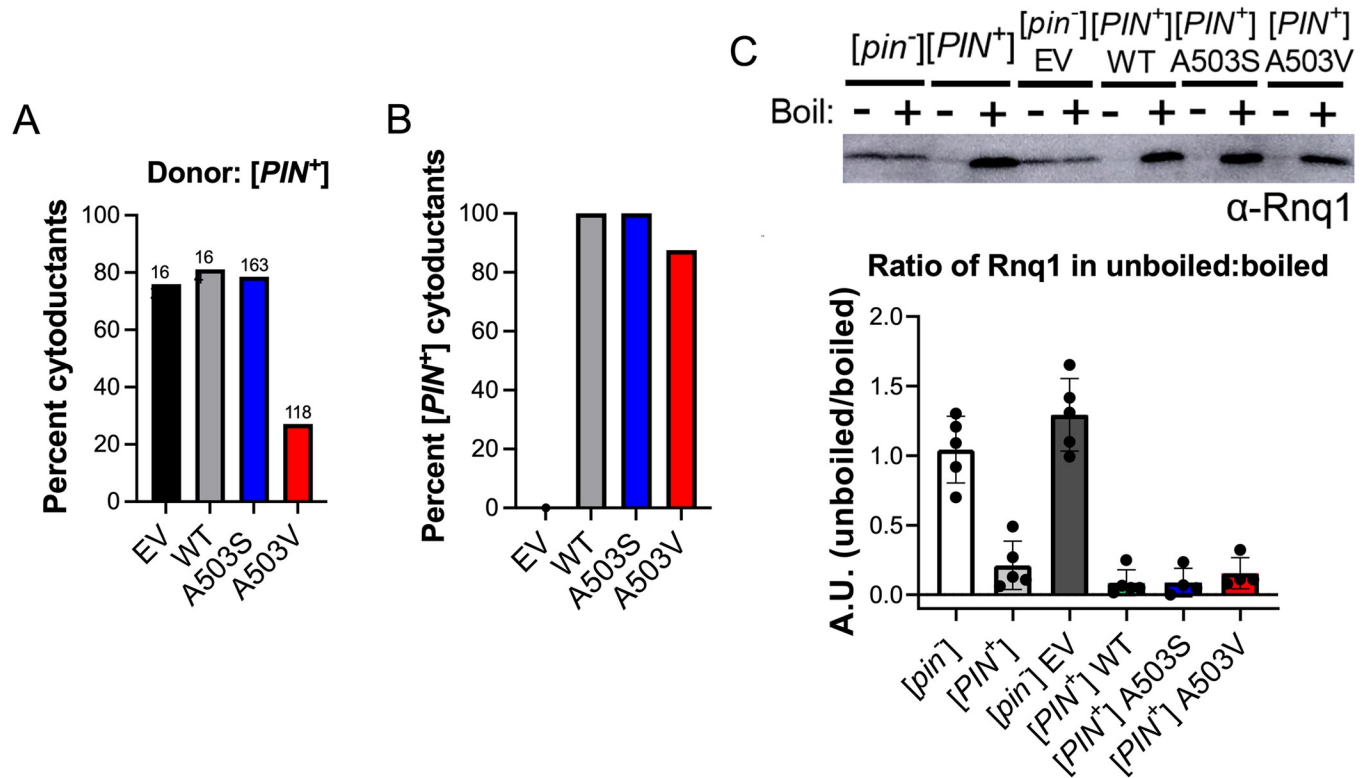 A
Donor: [PIN+]
Percent cytoductants
100
80
60
40
20
0
16
16
4
163
118
EV
WT
A503S
A503V
B
Percent [PIN+] cytoductants
100
80
60
40
20
0
EV
WT
A503S
A503V
C
[pin-] [PIN+] [pin-] [PIN+] [PIN+] [PIN+]
EV WT A503S A503V
Boil: - + - + - + - + - + - +
α-Rnq1
Ratio of Rnq1 in unboiled:boiled
A.U. (unboiled/boiled)
2.0
1.5
1.0
0.5
0.0
[pin-]
[PIN+]
[pin-] EV
[PIN+] WT
[PIN+] A503S
[PIN+] A503V